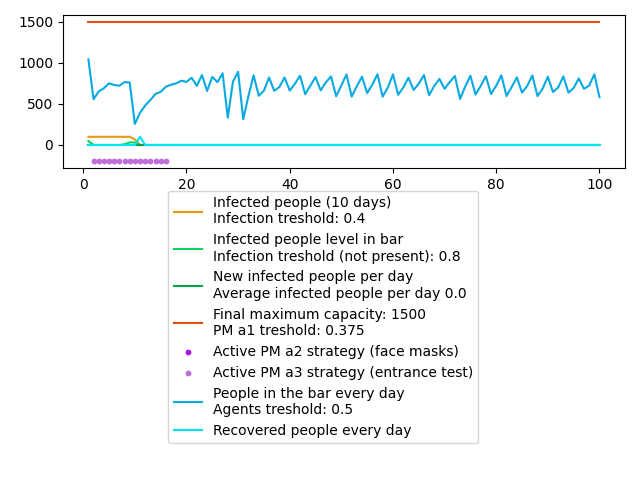 1500
1000
500
0
0 20 40 60 80 100
Infected people (10 days)
Infection treshold: 0.4
Infected people level in bar
Infection treshold (not present): 0.8
New infected people per day
Average infected people per day 0.0
Final maximum capacity: 1500
PM a1 treshold: 0.375
Active PM a2 strategy (face masks)
Active PM a3 strategy (entrance test)
People in the bar every day
Agents treshold: 0.5
Recovered people every day